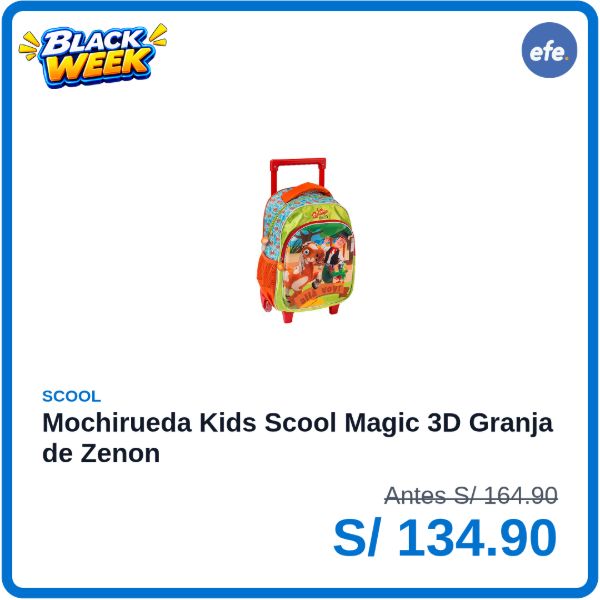 BLACK
WEEK
efe.
SCOOL
Mochirueda Kids Scool Magic 3D Granja
de Zenon
Antes S/ 164.90
S/ 134.90